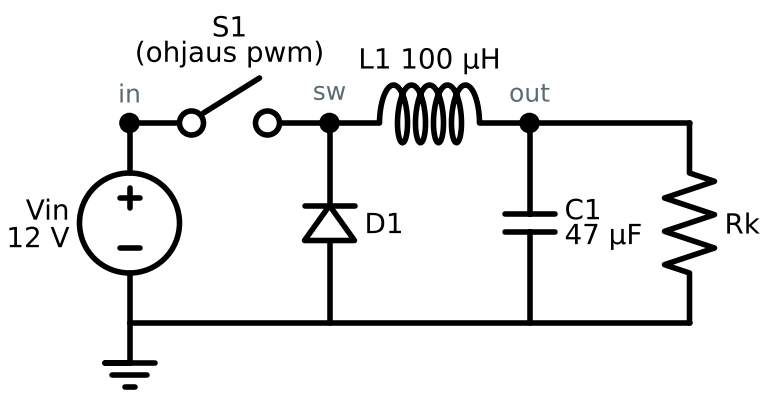 S1
(ohjaus pwm)
L1 100 µH
in
sw
out
+
Vin
12 V
−
D1
C1
47 µF
Rk